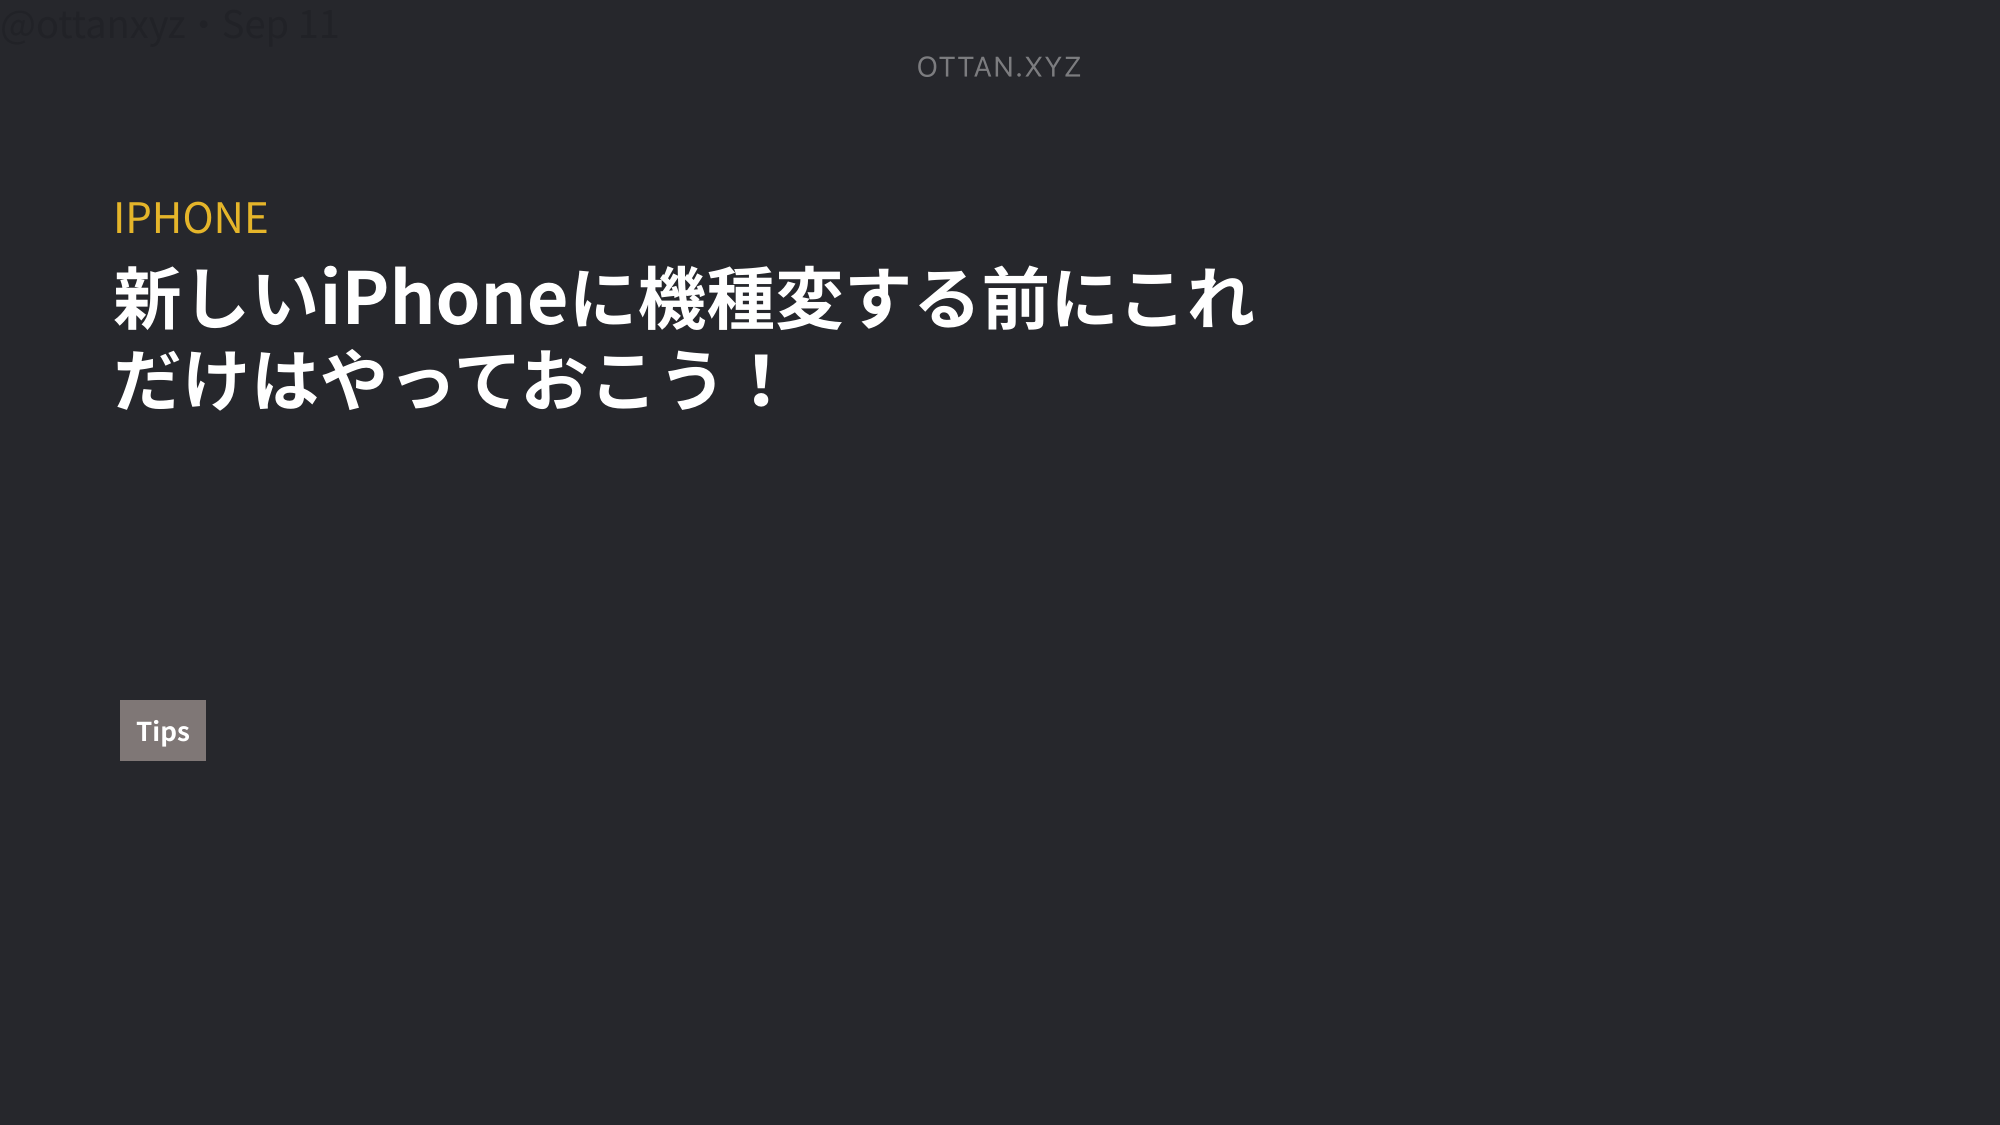 @ottanxyz・Sep 11
OTTAN.XYZ
IPHONE
新しいiPhoneに機種変する前にこれ
だけはやっておこう！
Tips